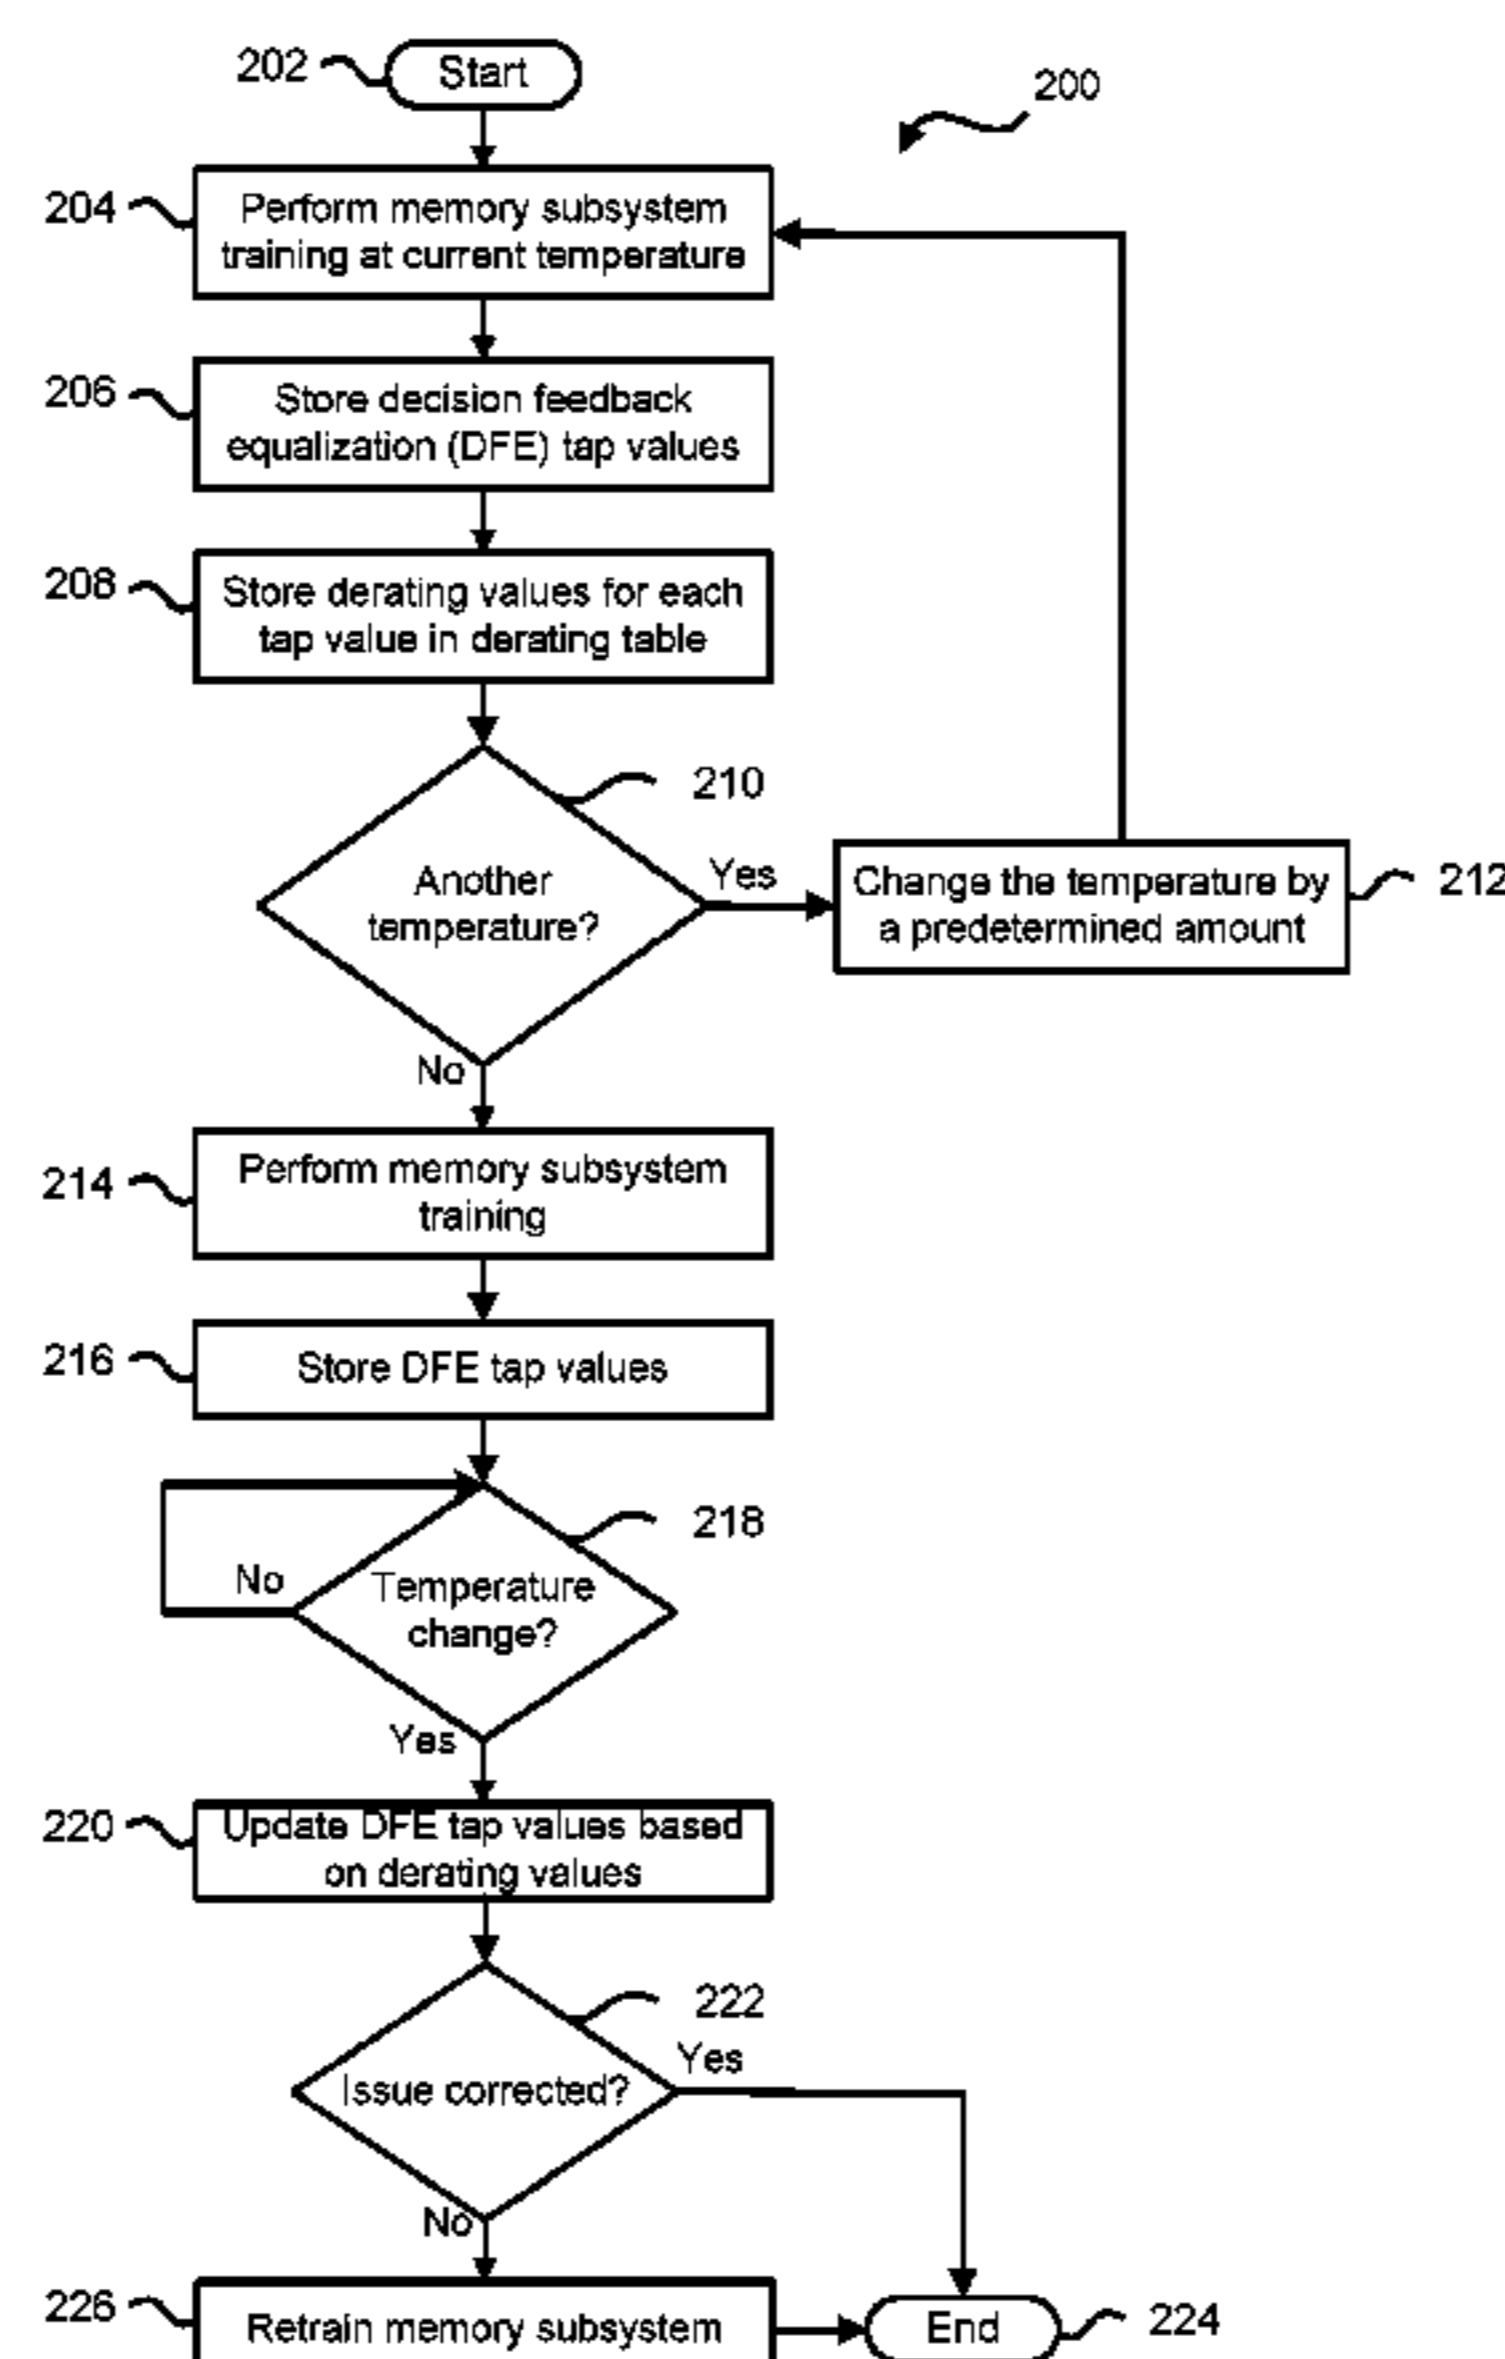 202
Start
200
204
Perform memory subsystem
training at current temperature
206
Store decision feedback
equalization (DFE) tap values
208
Store derating values for each
tap value in derating table
210
Another
temperature?
Yes
Change the temperature by
a predetermined amount
212
No
214
Perform memory subsystem
training
216
Store DFE tap values
218
No
Temperature
change?
Yes
220
Update DFE tap values based
on derating values
222
Yes
Issue corrected?
No
226
Retrain memory subsystem
End
224